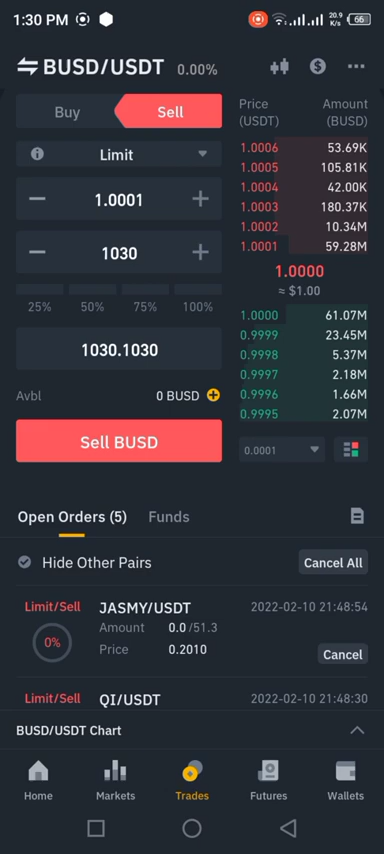 1:30 PM 20.9 K/s 66
BUSD/USDT 0.00%
Buy Sell
Limit
1.0001
1030
25% 50% 75% 100%
1030.1030
Avbl 0 BUSD
Sell BUSD
Price (USDT) Amount (BUSD)
1.0006 53.69K
1.0005 105.81K
1.0004 42.00K
1.0003 180.37K
1.0002 10.34M
1.0001 59.28M
1.0000
≈ $1.00
1.0000 61.07M
0.9999 23.45M
0.9998 5.37M
0.9997 2.18M
0.9996 1.66M
0.9995 2.07M
0.0001
Open Orders (5) Funds
Hide Other Pairs Cancel All
Limit/Sell JASMY/USDT 2022-02-10 21:48:54
0% Amount 0.0 /51.3
Price 0.2010 Cancel
Limit/Sell QI/USDT 2022-02-10 21:48:30
BUSD/USDT Chart
Home Markets Trades Futures Wallets